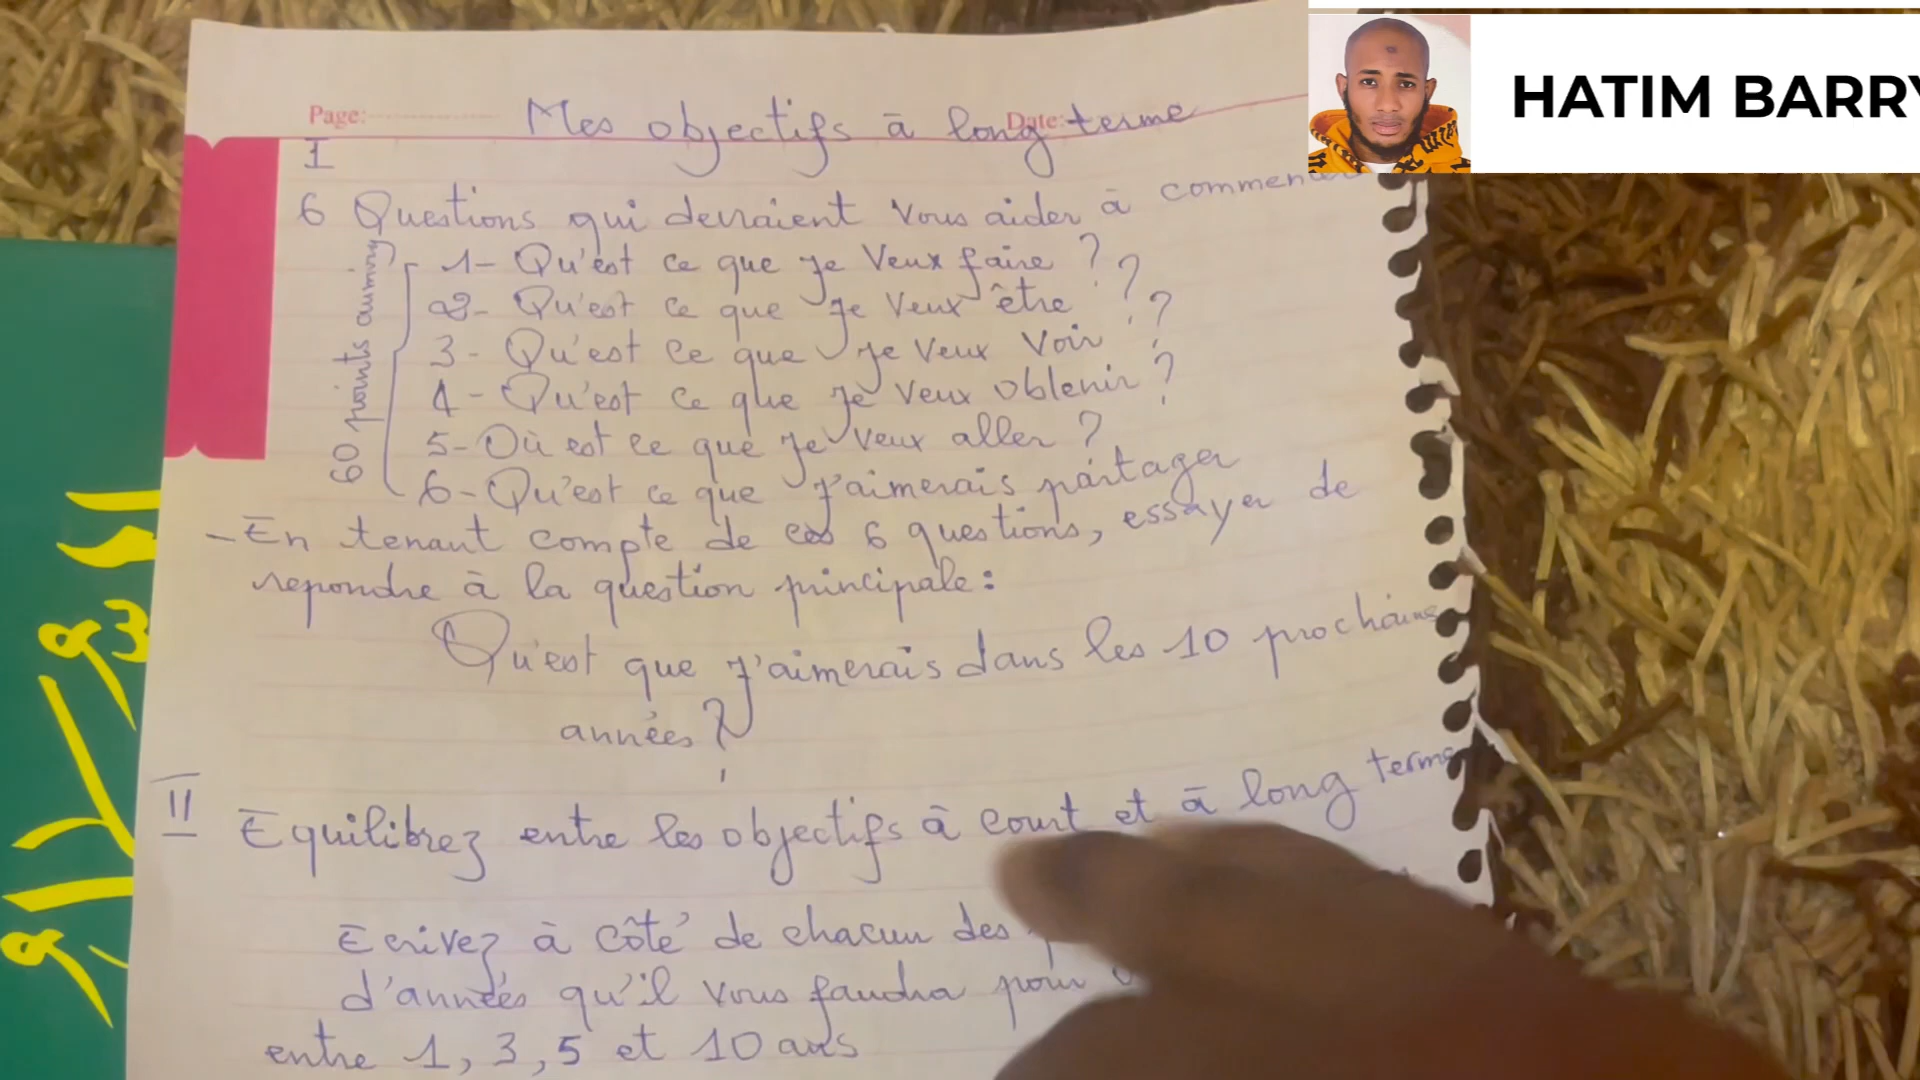 HATIM BARRY
Page:
Date:
Mes objectifs à long terme
I
6 Questions qui devraient vous aider à
60 points au
1- Qu'est ce que je veux faire ?
2- Qu'est ce que je veux être ?
3- Qu'est ce que je veux voir ?
4- Qu'est ce que je veux obtenir ?
5- Où est ce que je veux aller ?
6- Qu'est ce que j'aimerais partager
- En tenant compte de ces 6 questions, essayer de
repondre à la question principale:
Qu'est que j'aimerais dans les 10 prochaines
années ?
II
Equilibrez entre les objectifs à court et à long terme
Ecrivez à côté de chacun des
d'années qu'il vous faudra pour
entre 1, 3, 5 et 10 ans